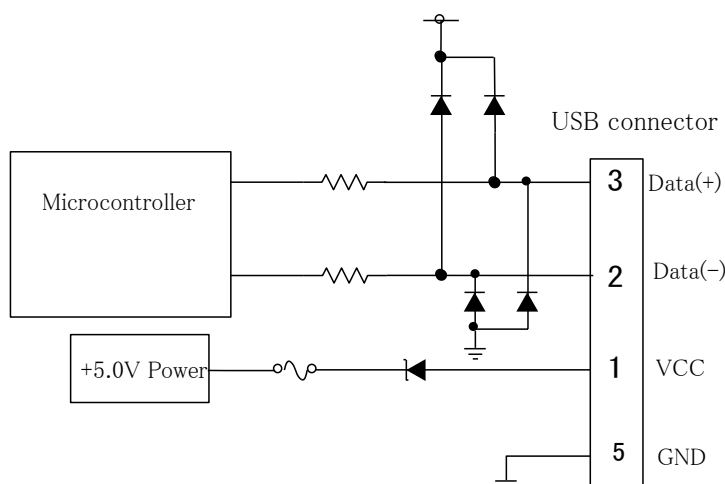 USB connector
Microcontroller
3 Data(+)
2 Data(-)
+5.0V Power
1 VCC
5 GND